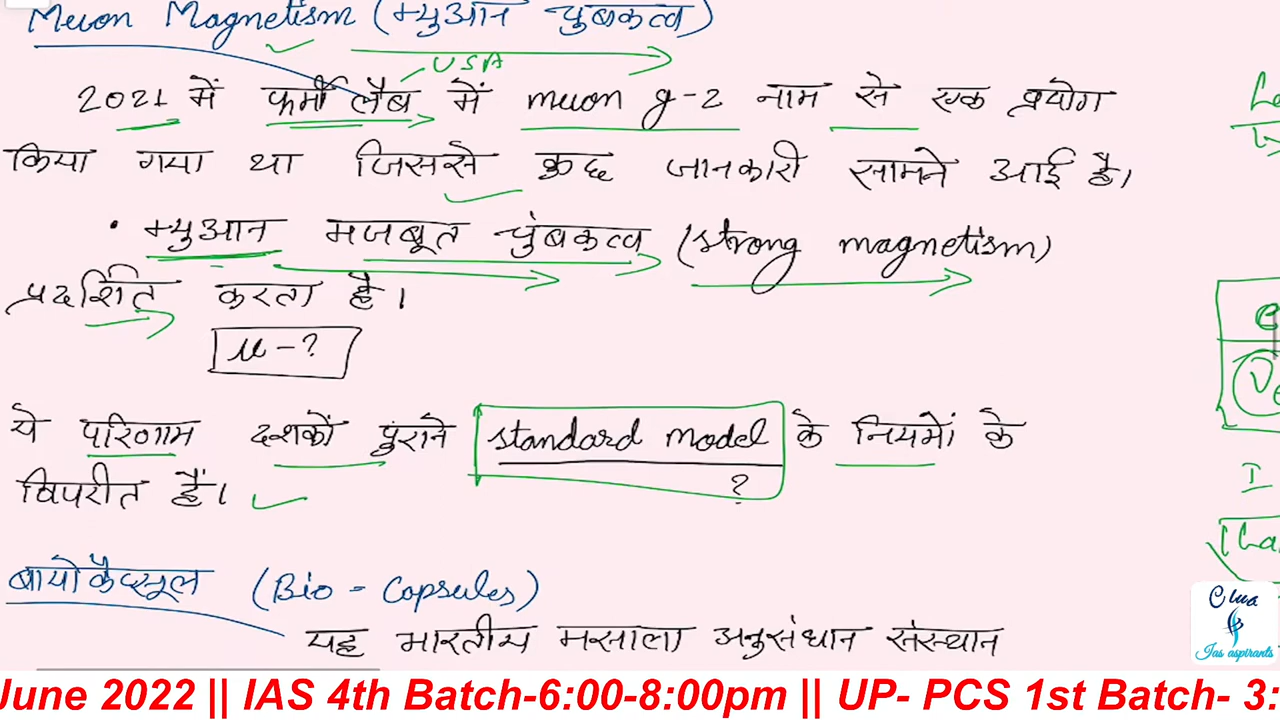 Muon Magnetism (म्युआन चुंबकत्व)
USA
2021 में फर्मी लैब में muon g-2 नाम से एक प्रयोग
किया गया था जिससे कुछ जानकारी सामने आई है।
• म्युआन मजबूत चुंबकत्व (strong magnetism)
प्रदर्शित करता है।
μ - ?
ये परिणाम दशकों पुराने standard model के नियमों के
?
विपरीत हैं।
बायोकैप्सूल (Bio - Capsules)
यह भारतीय मसाला अनुसंधान संस्थान
I
Jas aspirants
June 2022 || IAS 4th Batch-6:00-8:00pm || UP- PCS 1st Batch- 3: